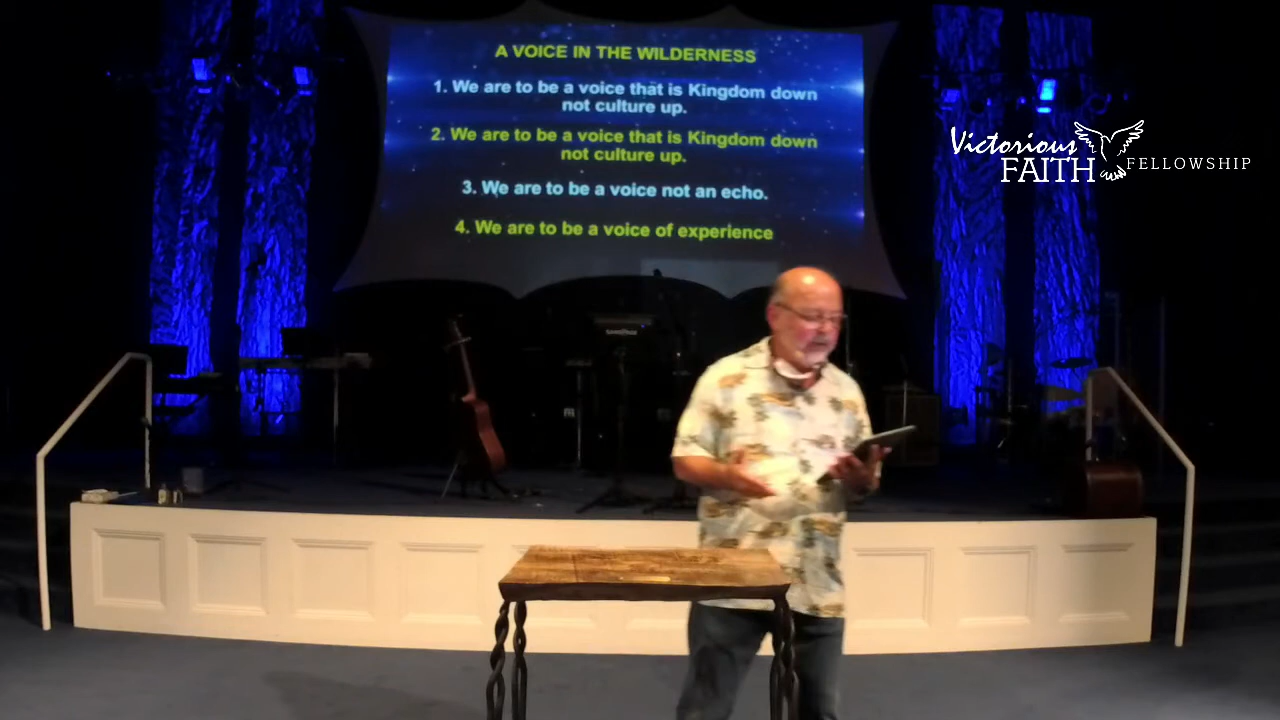 A VOICE IN THE WILDERNESS
1. We are to be a voice that is Kingdom down
not culture up.
2. We are to be a voice that is Kingdom down
not culture up.
3. We are to be a voice not an echo.
4. We are to be a voice of experience
Victorious
FAITH FELLOWSHIP